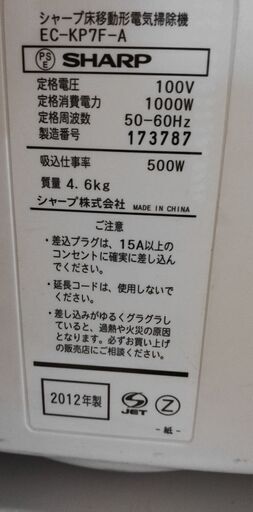 シャープ床移動形電気掃除機
EC-KP7F-A
PS E SHARP
定格電圧 100V
定格消費電力 1000W
定格周波数 50-60Hz
製造番号 173787
吸込仕事率 500W
質量 4.6kg
シャープ株式会社 MADE IN CHINA
ご注意
・差込プラグは、15A以上の
コンセントに確実に差し込ん
でください。
・延長コードは、使用しないで
ください。
・差し込みがゆるくグラグラ
していると、過熱や火災の原因
となります。必ずお買い上げ
の販売店にご相談ください。
2012年製 S JET Z
-紙-